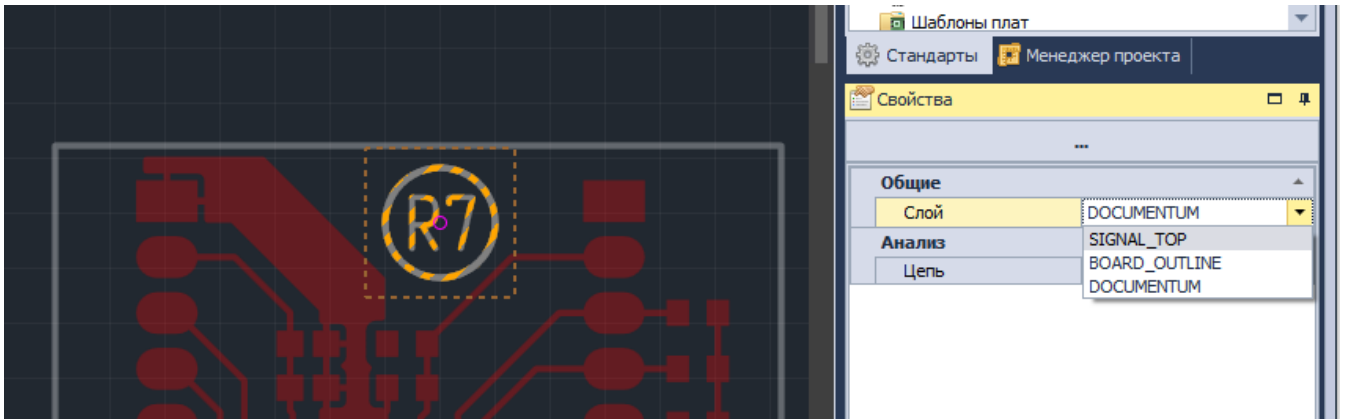 Шаблоны плат
Стандарты Менеджер проекта
Свойства
...
Общие
Слой DOCUMENTUM
SIGNAL_TOP
Анализ
BOARD_OUTLINE
Цепь
DOCUMENTUM
R7